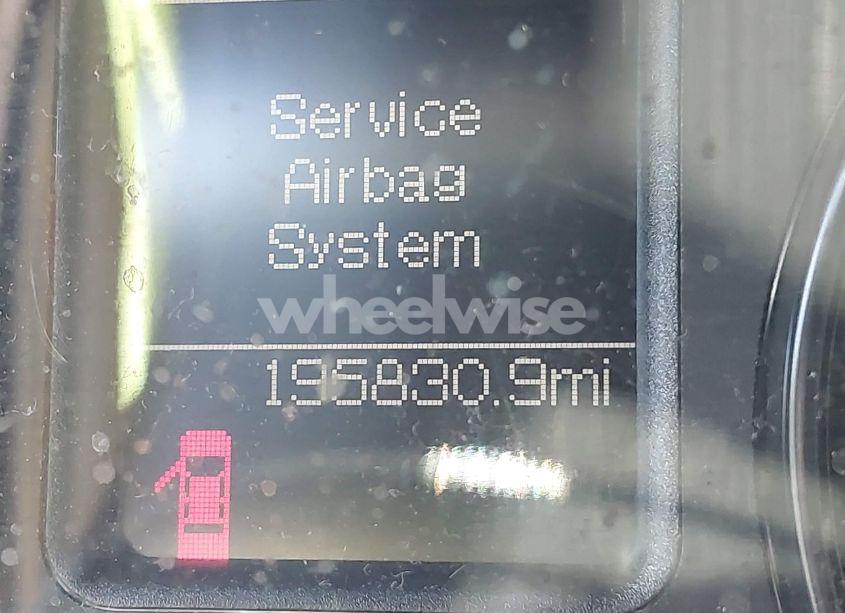 Service
Airbag
System
wheelwise
195830.9mi